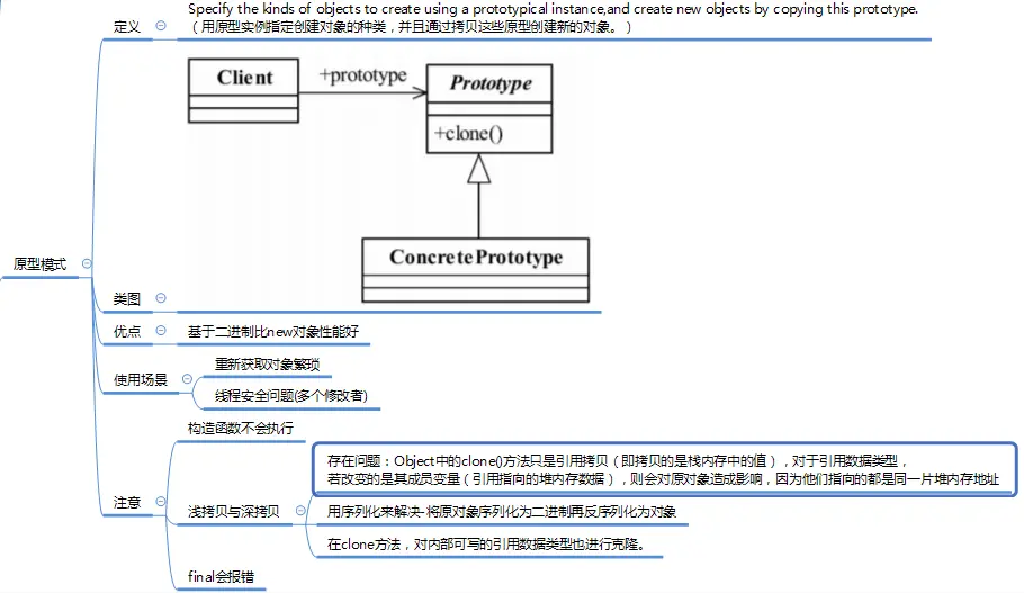 定义
Specify the kinds of objects to create using a prototypical instance,and create new objects by copying this prototype.
（用原型实例指定创建对象的种类，并且通过拷贝这些原型创建新的对象。）
Client
+prototype
Prototype
+clone()
ConcretePrototype
原型模式
类图
优点
基于二进制比new对象性能好
使用场景
重新获取对象繁琐
线程安全问题(多个修改者)
注意
构造函数不会执行
浅拷贝与深拷贝
存在问题：Object中的clone()方法只是引用拷贝（即拷贝的是栈内存中的值），对于引用数据类型，
若改变的是其成员变量（引用指向的堆内存数据），则会对原对象造成影响，因为他们指向的都是同一片堆内存地址
用序列化来解决-将原对象序列化为二进制再反序列化为对象
在clone方法，对内部可写的引用数据类型也进行克隆。
final会报错